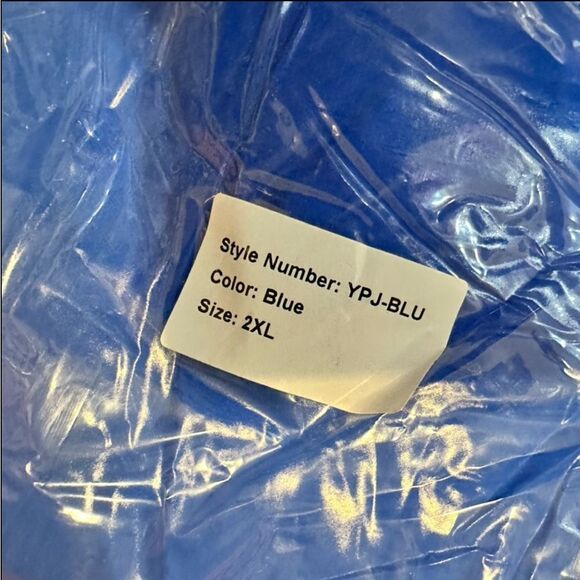 Style Number: YPJ-BLU
Color: Blue
Size: 2XL